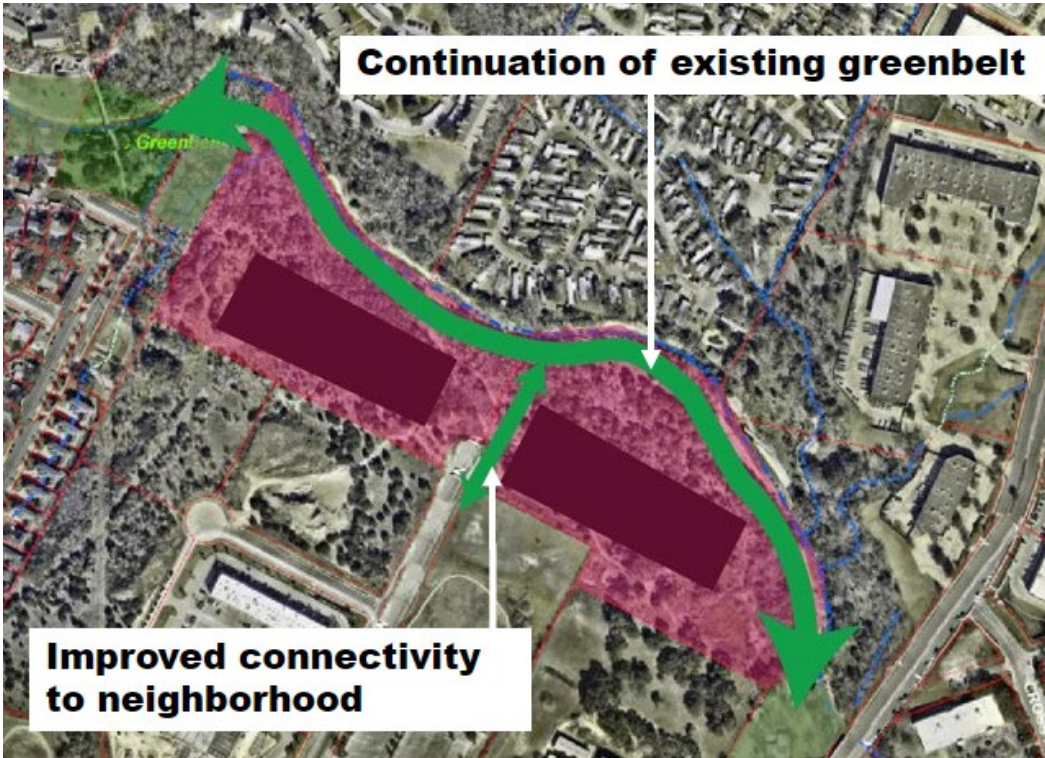 Continuation of existing greenbelt
Greenbelt
Improved connectivity
to neighborhood